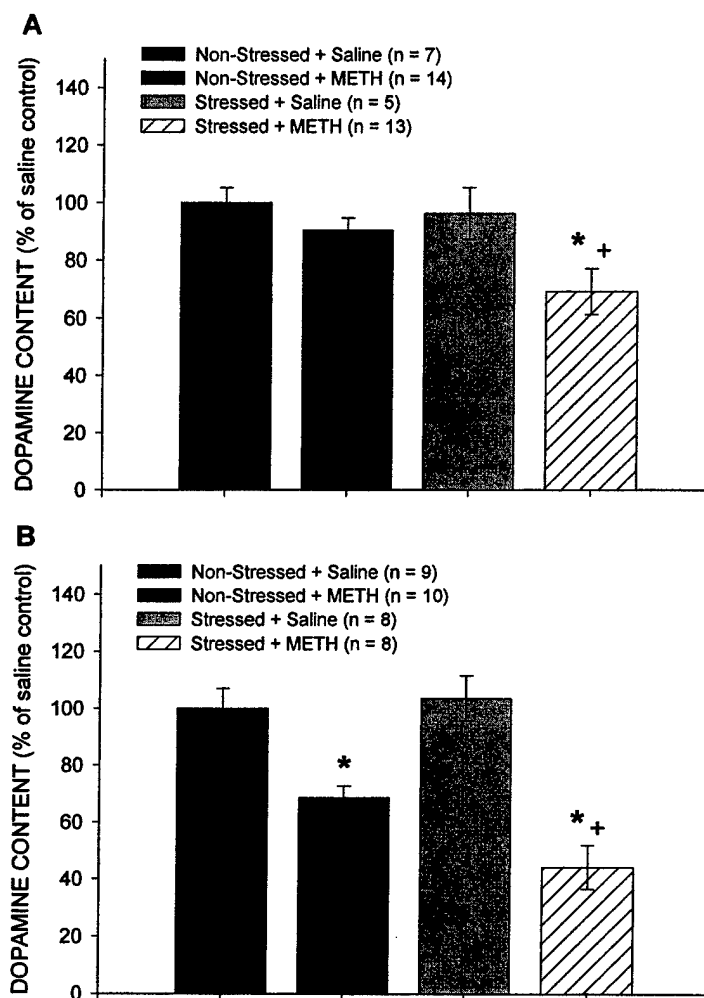 A
Non-Stressed + Saline (n = 7)
Non-Stressed + METH (n = 14)
Stressed + Saline (n = 5)
Stressed + METH (n = 13)
DOPAMINE CONTENT (% of saline control)
140
120
100
80
60
40
20
0
* +
B
Non-Stressed + Saline (n = 9)
Non-Stressed + METH (n = 10)
Stressed + Saline (n = 8)
Stressed + METH (n = 8)
DOPAMINE CONTENT (% of saline control)
140
120
100
80
60
40
20
0
*
* +